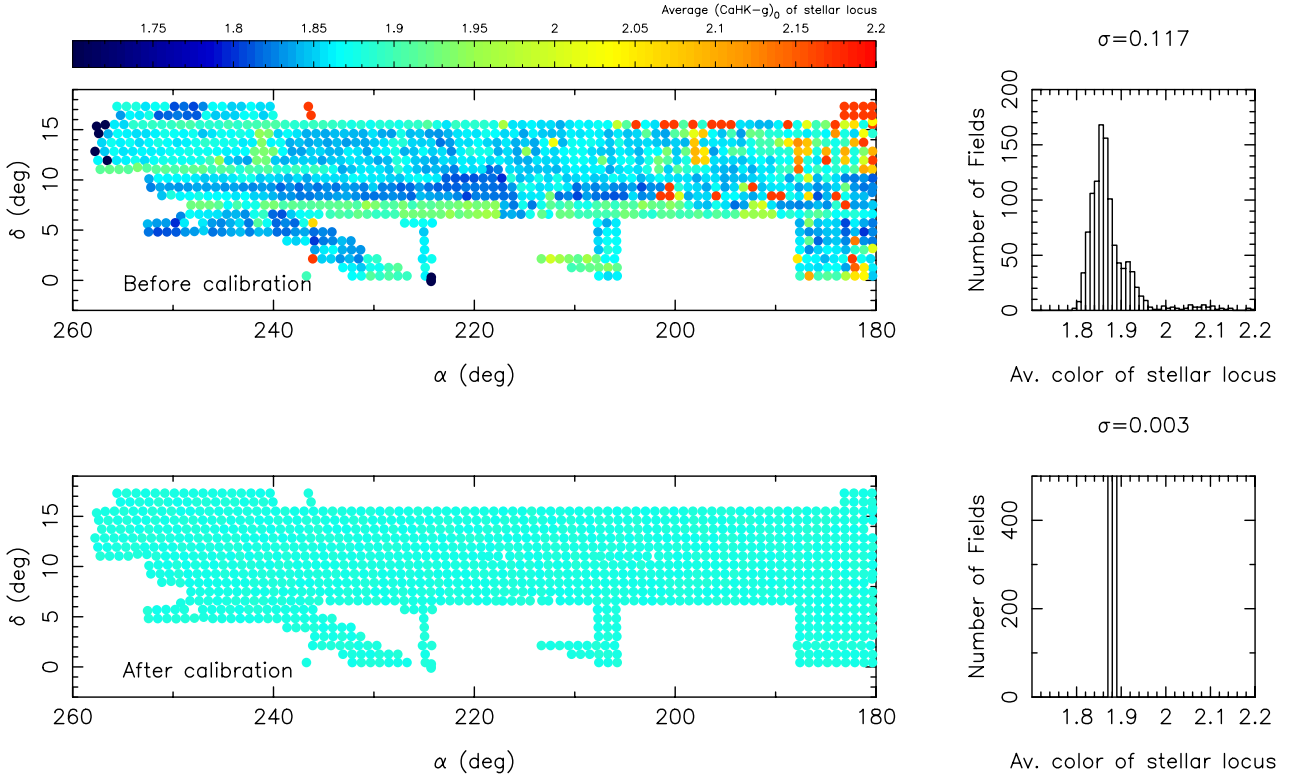 Average (CaHK−g)0 of stellar locus
1.75 1.8 1.85 1.9 1.95 2 2.05 2.1 2.15 2.2
σ=0.117
15
10
5
0
δ (deg)
Before calibration
260 240 220 200 180
α (deg)
200
150
100
50
0
Number of Fields
1.8 1.9 2 2.1 2.2
Av. color of stellar locus
σ=0.003
15
10
5
0
δ (deg)
After calibration
260 240 220 200 180
α (deg)
400
200
0
Number of Fields
1.8 1.9 2 2.1 2.2
Av. color of stellar locus